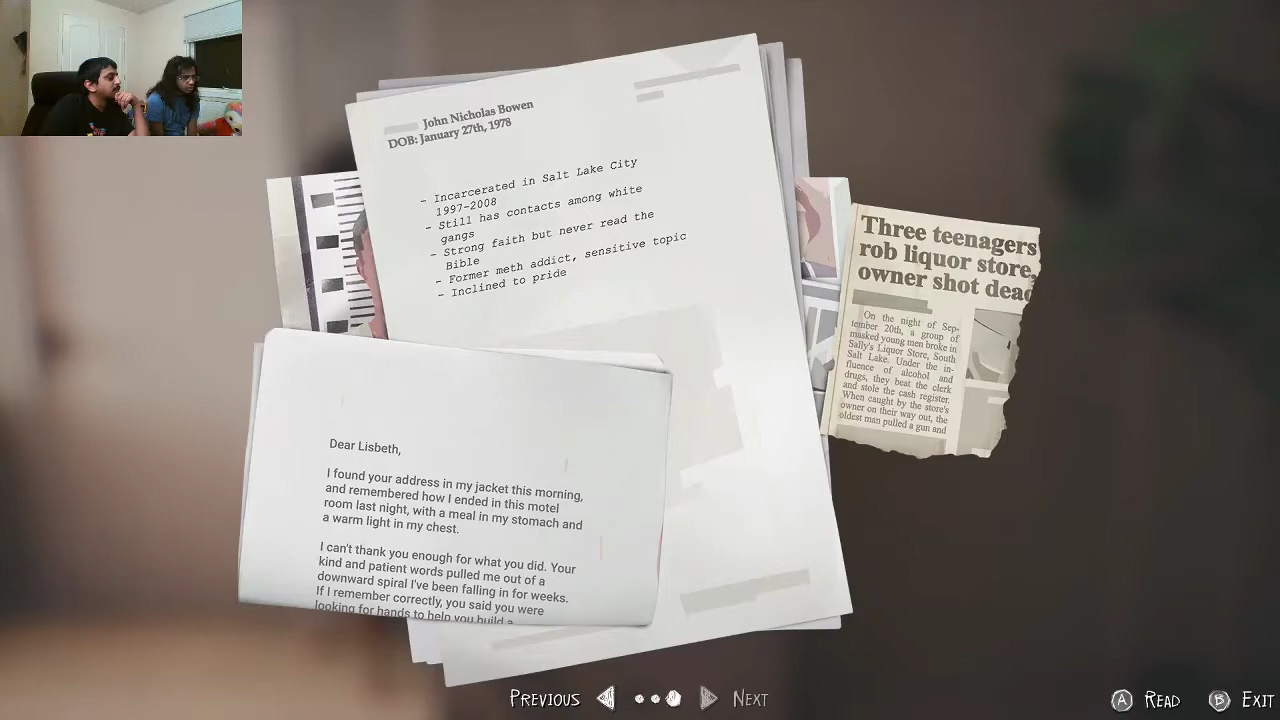 John Nicholas Bowen
DOB: January 27th, 1978
- Incarcerated in Salt Lake City
1997-2008
- Still has contacts among white
gangs
- Strong faith but never read the
Bible
- Former meth addict, sensitive topic
- Inclined to pride
Three teenagers
rob liquor store,
owner shot dead
On the night of Sep-
tember 20th, a group of
masked young men broke in
Sally's Liquor Store, South
Salt Lake. Under the in-
fluence of alcohol and
drugs, they beat the clerk
and stole the cash register.
When caught by the store's
owner on their way out, the
oldest man pulled a gun and
Dear Lisbeth,
I found your address in my jacket this morning,
and remembered how I ended in this motel
room last night, with a meal in my stomach and
a warm light in my chest.
I can't thank you enough for what you did. Your
kind and patient words pulled me out of a
downward spiral I've been falling in for weeks.
If I remember correctly, you said you were
looking for hands to help you build a
PREVIOUS NEXT
A READ B EXIT